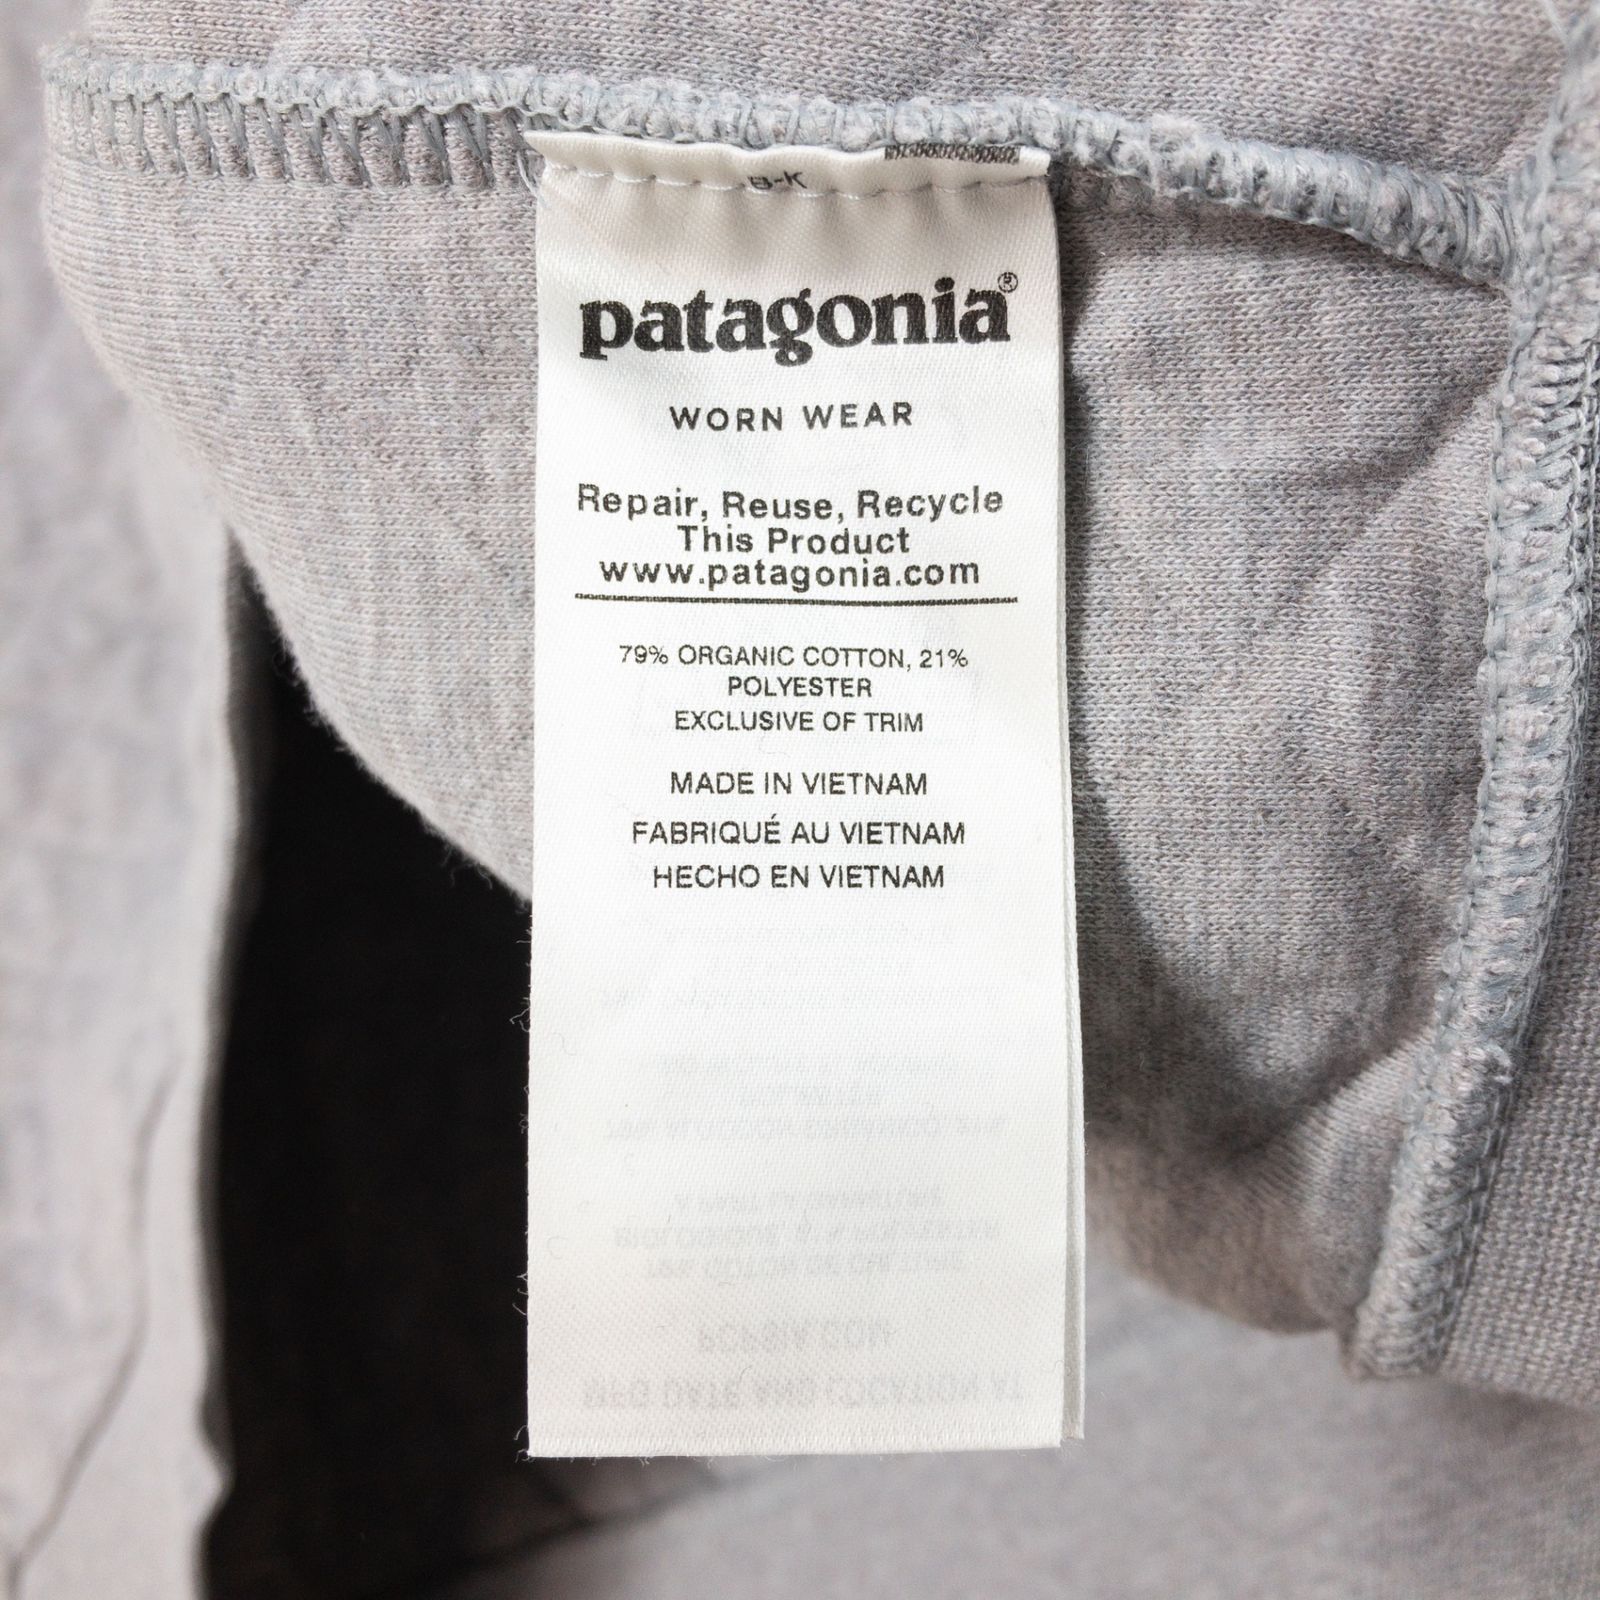 B-K
patagonia®
WORN WEAR
Repair, Reuse, Recycle
This Product
www.patagonia.com
79% ORGANIC COTTON, 21%
POLYESTER
EXCLUSIVE OF TRIM
MADE IN VIETNAM
FABRIQUÉ AU VIETNAM
HECHO EN VIETNAM